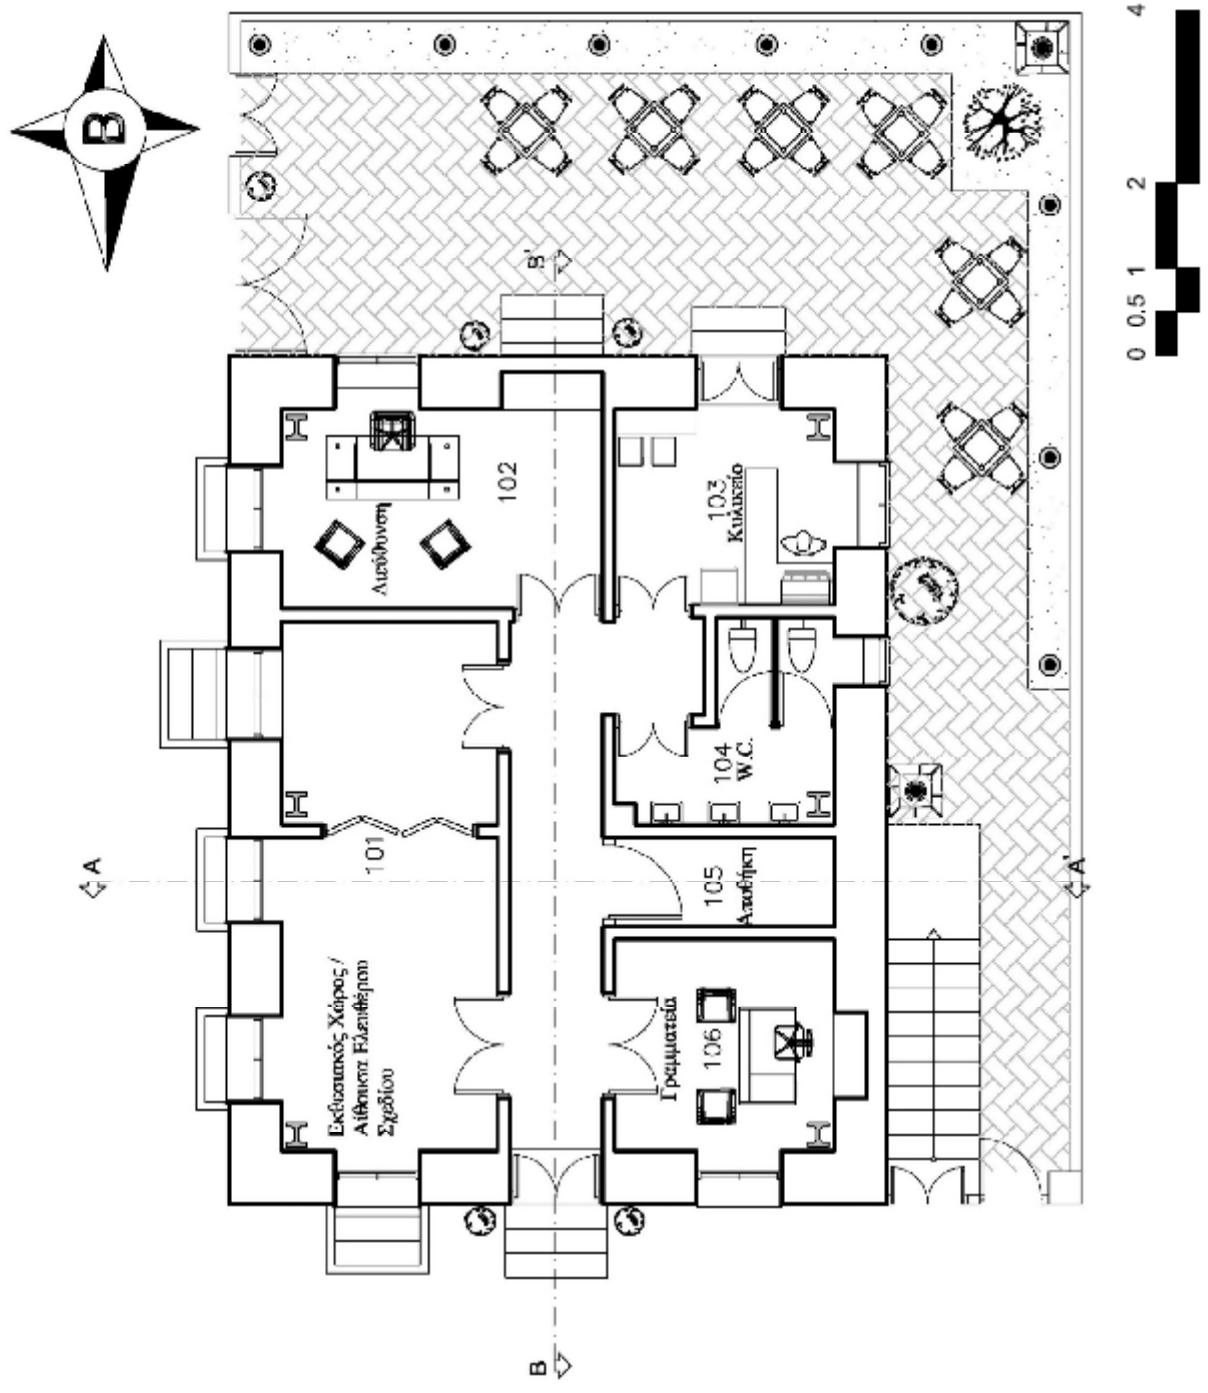 B
4
2
1
0.5
0
B'
102
Διεύθυνση
103
Κυλικείο
104
W.C.
101
A
105
Αποθήκη
A'
Εκθεσιακός Χώρος /
Αίθουσα Ελευθέρου
Σχεδίου
Γραμματεία
106
B